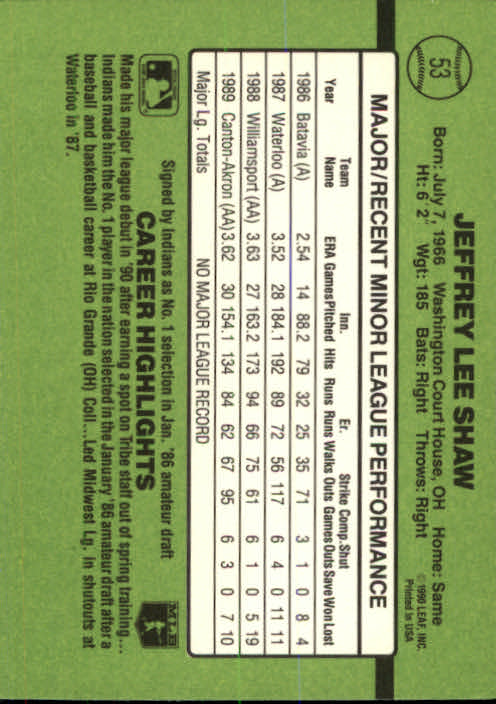 53
JEFFREY LEE SHAW
Born: July 7, 1966 Washington Court House, OH Home: Same
Ht: 6' 2" Wgt: 185 Bats: Right Throws: Right
© 1990 LEAF, INC.
Printed in USA
MAJOR/RECENT MINOR LEAGUE PERFORMANCE
Team Inn. Er. Strike Comp. Shut
Year Name ERA Games Pitched Hits Runs Runs Walks Outs Games Outs Save Won Lost
1986 Batavia (A) 2.54 14 88.2 79 32 25 35 71 3 1 0 8 4
1987 Waterloo (A) 3.52 28 184.1 192 89 72 56 117 6 4 0 11 11
1988 Williamsport (AA) 3.63 27 163.2 173 94 66 75 61 6 1 0 5 19
1989 Canton-Akron (AA) 3.62 30 154.1 134 84 62 67 95 6 3 0 7 10
Major Lg. Totals NO MAJOR LEAGUE RECORD
Signed by Indians as No. 1 selection in Jan. '86 amateur draft
CAREER HIGHLIGHTS
MLB
Made his major league debut in '90 after earning a spot on Tribe staff out of spring training...
Indians made him the No. 1 player in the nation selected in the January '86 amateur draft after a
baseball and basketball career at Rio Grande (OH) Coll...Led Midwest Lg. in shutouts at
Waterloo in '87.